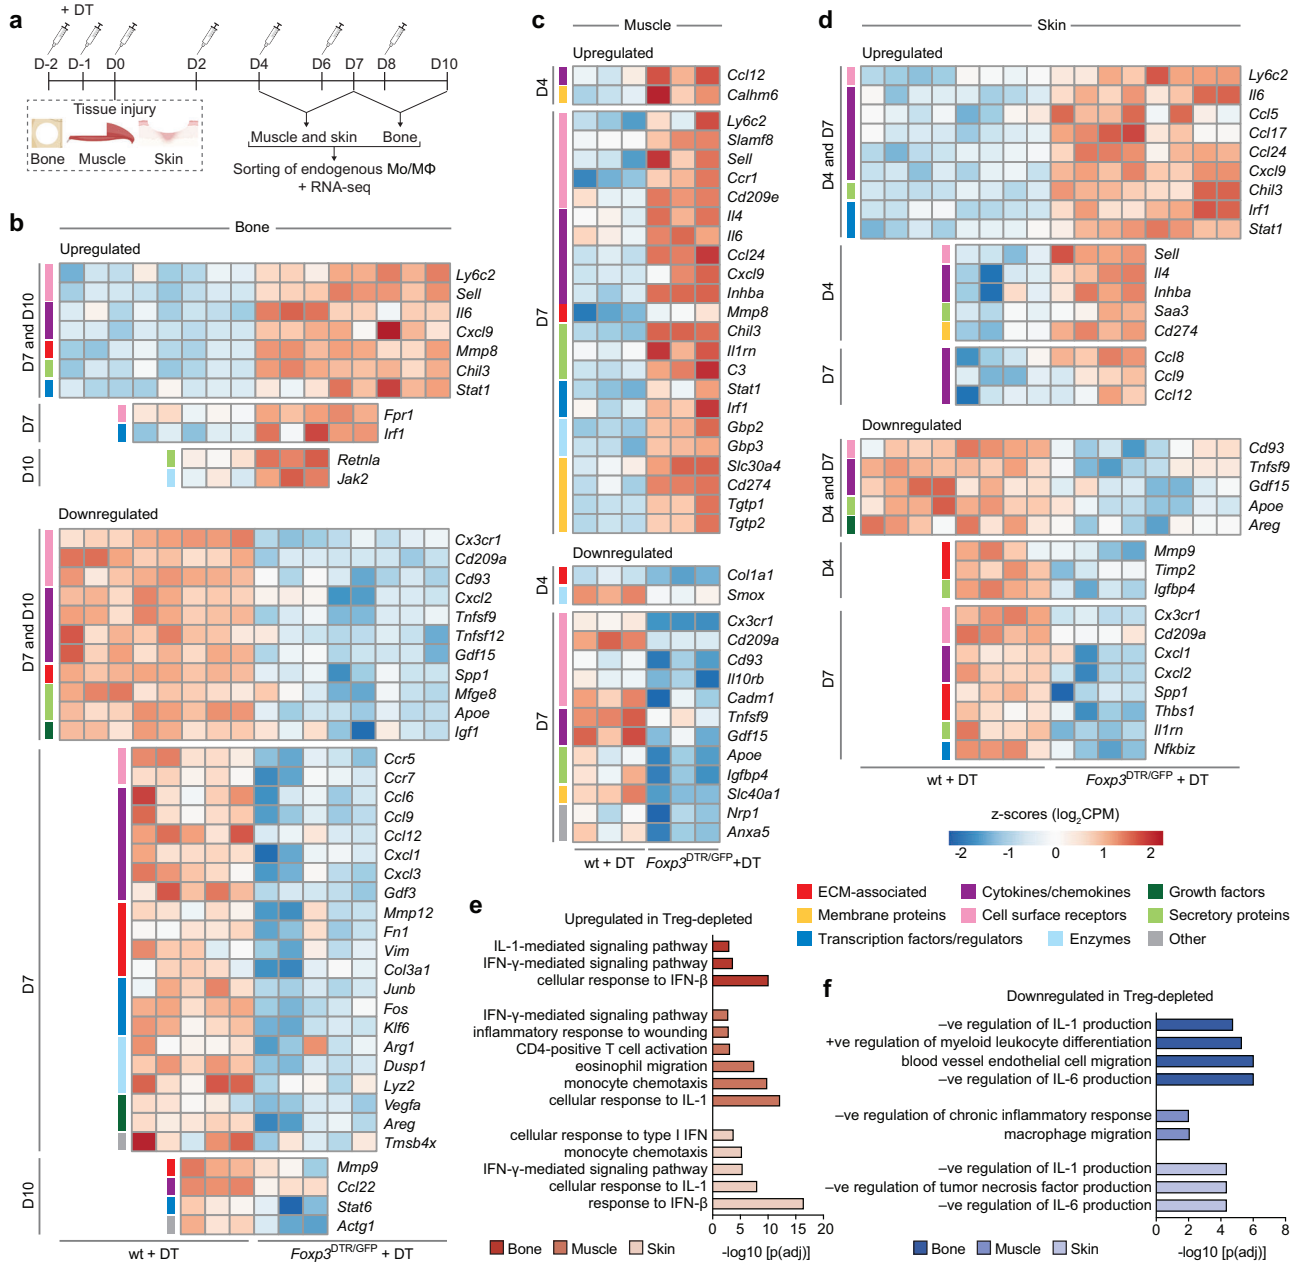 a
+ DT
D-2 D-1 D0 D2 D4 D6 D7 D8 D10
Tissue injury
Bone Muscle Skin
Muscle and skin Bone
Sorting of endogenous Mo/MΦ
+ RNA-seq
b
Bone
Upregulated
D7 and D10
Ly6c2
Sell
Il6
Cxcl9
Mmp8
Chil3
Stat1
D7
Fpr1
Irf1
D10
Retnla
Jak2
Downregulated
D7 and D10
Cx3cr1
Cd209a
Cd93
Cxcl2
Tnfsf9
Tnfsf12
Gdf15
Spp1
Mfge8
Apoe
Igf1
D7
Ccr5
Ccr7
Ccl6
Ccl9
Ccl12
Cxcl1
Cxcl3
Gdf3
Mmp12
Fn1
Vim
Col3a1
Junb
Fos
Klf6
Arg1
Dusp1
Lyz2
Vegfa
Areg
Tmsb4x
D10
Mmp9
Ccl22
Stat6
Actg1
wt + DT Foxp3DTR/GFP + DT
c
Muscle
Upregulated
D4
Ccl12
Calhm6
D7
Ly6c2
Slamf8
Sell
Ccr1
Cd209e
Il4
Il6
Ccl24
Cxcl9
Inhba
Mmp8
Chil3
Il1rn
C3
Stat1
Irf1
Gbp2
Gbp3
Slc30a4
Cd274
Tgtp1
Tgtp2
Downregulated
D4
Col1a1
Smox
D7
Cx3cr1
Cd209a
Cd93
Il10rb
Cadm1
Tnfsf9
Gdf15
Apoe
Igfbp4
Slc40a1
Nrp1
Anxa5
wt + DT Foxp3DTR/GFP +DT
d
Skin
Upregulated
D4 and D7
Ly6c2
Il6
Ccl5
Ccl17
Ccl24
Cxcl9
Chil3
Irf1
Stat1
D4
Sell
Il4
Inhba
Saa3
Cd274
D7
Ccl8
Ccl9
Ccl12
Downregulated
D4 and D7
Cd93
Tnfsf9
Gdf15
Apoe
Areg
D4
Mmp9
Timp2
Igfbp4
D7
Cx3cr1
Cd209a
Cxcl1
Cxcl2
Spp1
Thbs1
Il1rn
Nfkbiz
wt + DT Foxp3DTR/GFP + DT
z-scores (log2CPM)
-2 -1 0 1 2
ECM-associated Cytokines/chemokines Growth factors
Membrane proteins Cell surface receptors Secretory proteins
Transcription factors/regulators Enzymes Other
e
Upregulated in Treg-depleted
IL-1-mediated signaling pathway
IFN-γ-mediated signaling pathway
cellular response to IFN-β
IFN-γ-mediated signaling pathway
inflammatory response to wounding
CD4-positive T cell activation
eosinophil migration
monocyte chemotaxis
cellular response to IL-1
cellular response to type I IFN
monocyte chemotaxis
IFN-γ-mediated signaling pathway
cellular response to IL-1
response to IFN-β
0 5 10 15 20
-log10 [p(adj)]
Bone Muscle Skin
f
Downregulated in Treg-depleted
–ve regulation of IL-1 production
+ve regulation of myeloid leukocyte differentiation
blood vessel endothelial cell migration
–ve regulation of IL-6 production
–ve regulation of chronic inflammatory response
macrophage migration
–ve regulation of IL-1 production
–ve regulation of tumor necrosis factor production
–ve regulation of IL-6 production
0 2 4 6 8
-log10 [p(adj)]
Bone Muscle Skin